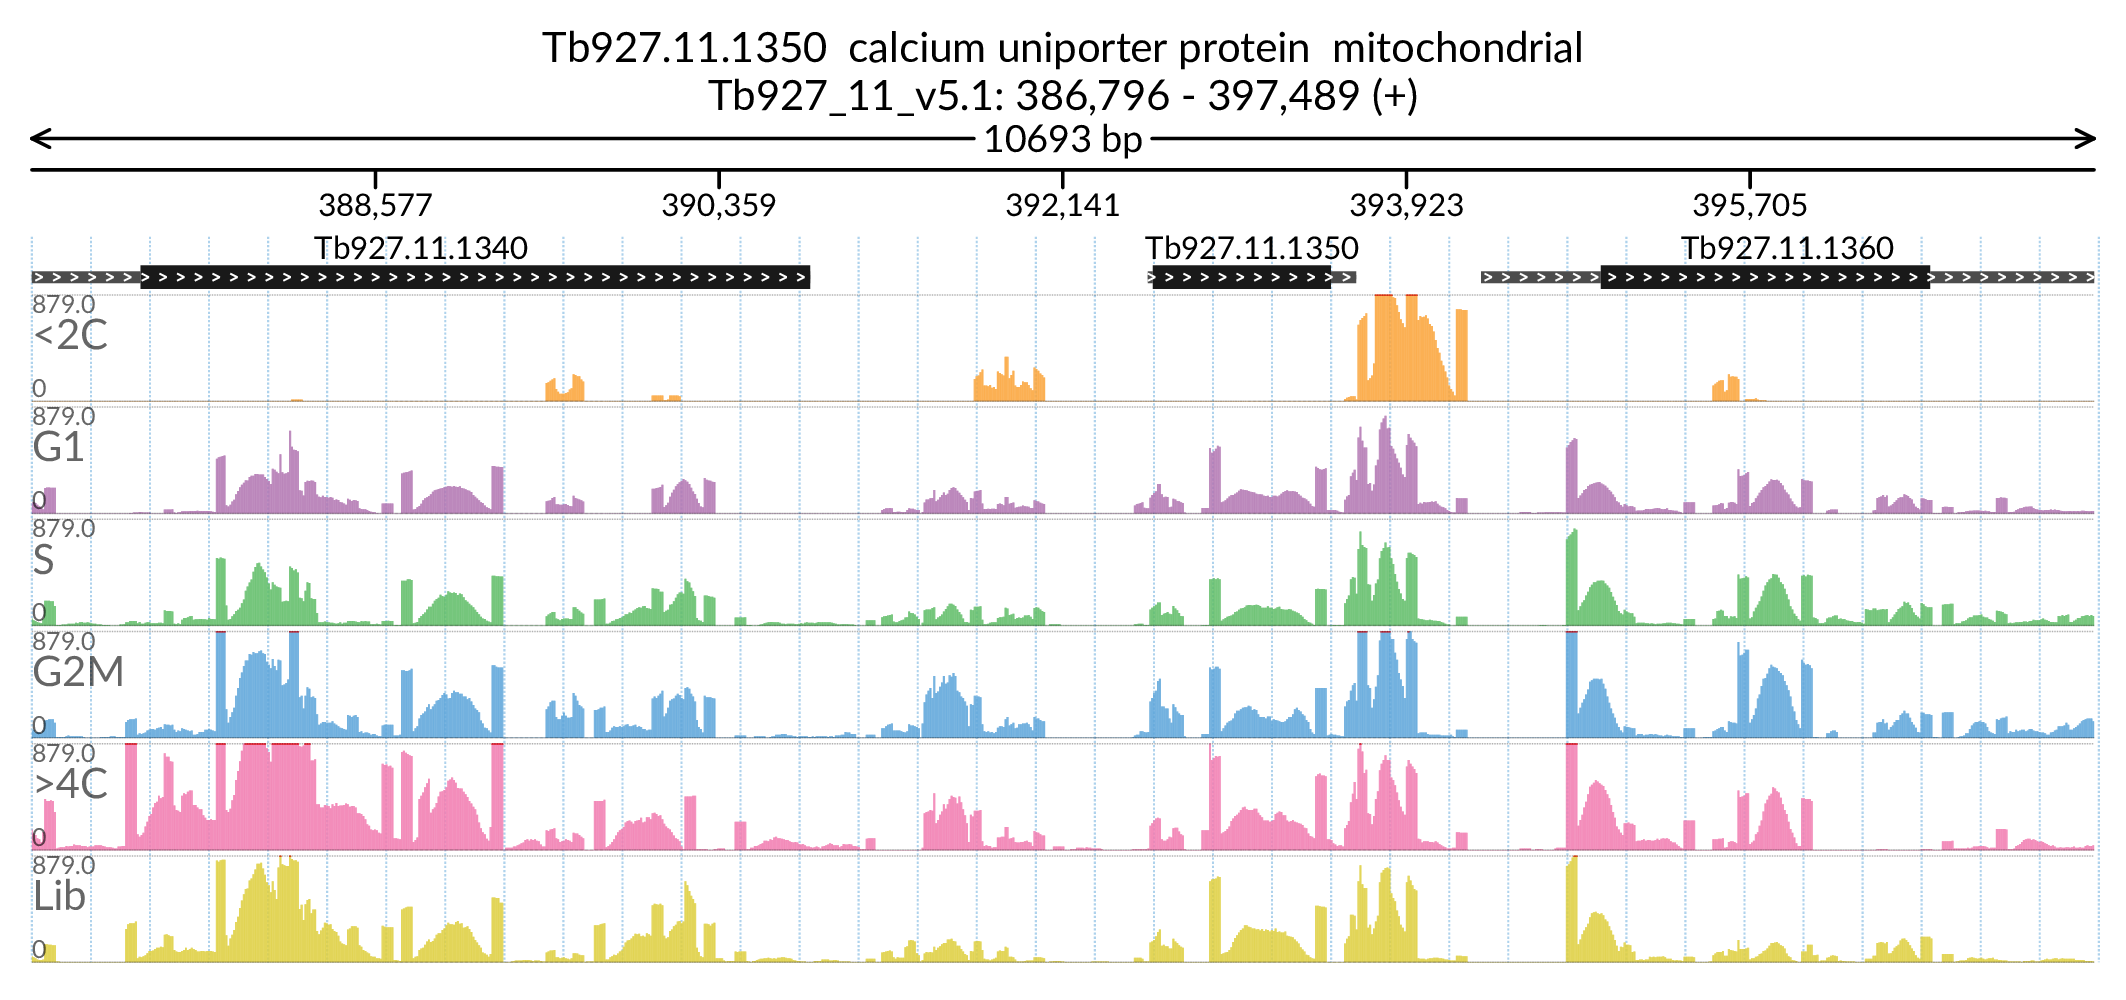 Tb927.11.1350 calcium uniporter protein mitochondrial
Tb927_11_v5.1: 386,796 - 397,489 (+)
10693 bp
388,577 390,359 392,141 393,923 395,705
Tb927.11.1340 Tb927.11.1350 Tb927.11.1360
879.0
<2C
0
879.0
G1
0
879.0
S
0
879.0
G2M
0
879.0
>4C
0
879.0
Lib
0